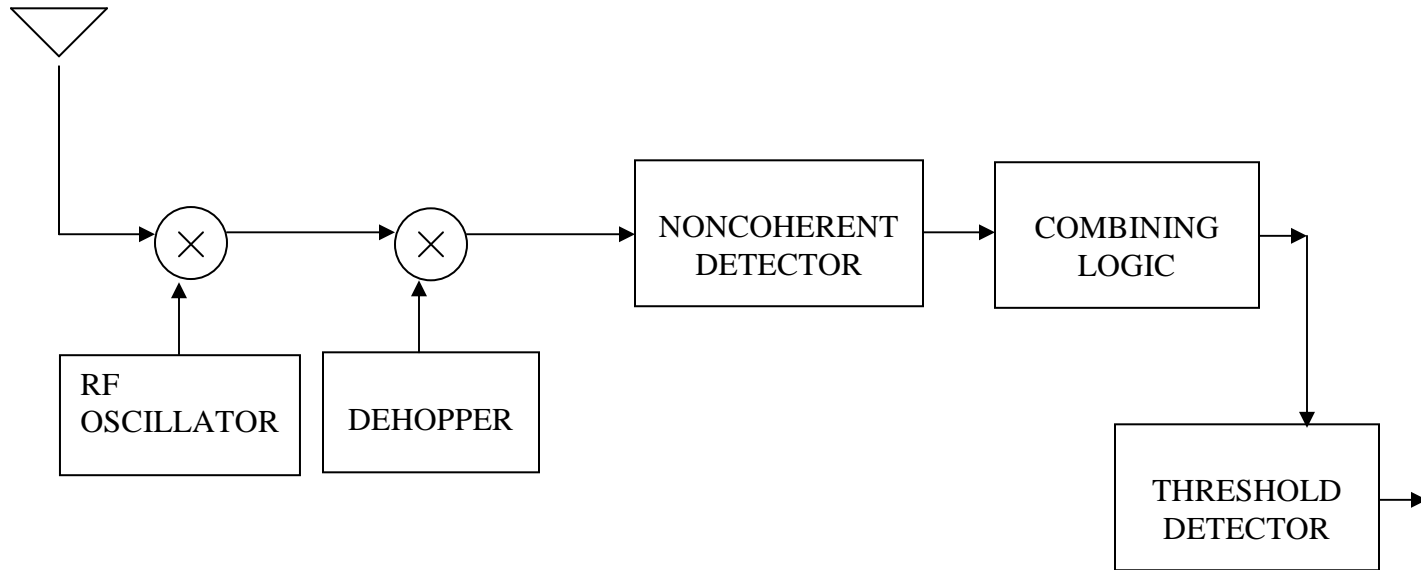 NONCOHERENT
DETECTOR
COMBINING
LOGIC
RF
OSCILLATOR
DEHOPPER
THRESHOLD
DETECTOR